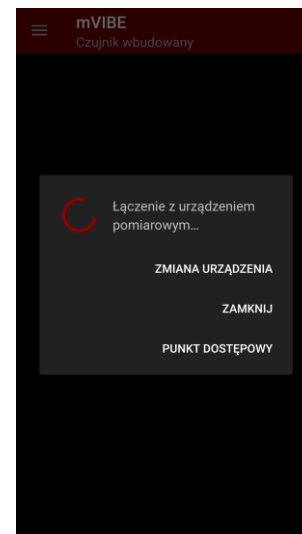 mVIBE
Czujnik wbudowany
Łączenie z urządzeniem
pomiarowym...
ZMIANA URZĄDZENIA
ZAMKNIJ
PUNKT DOSTĘPOWY